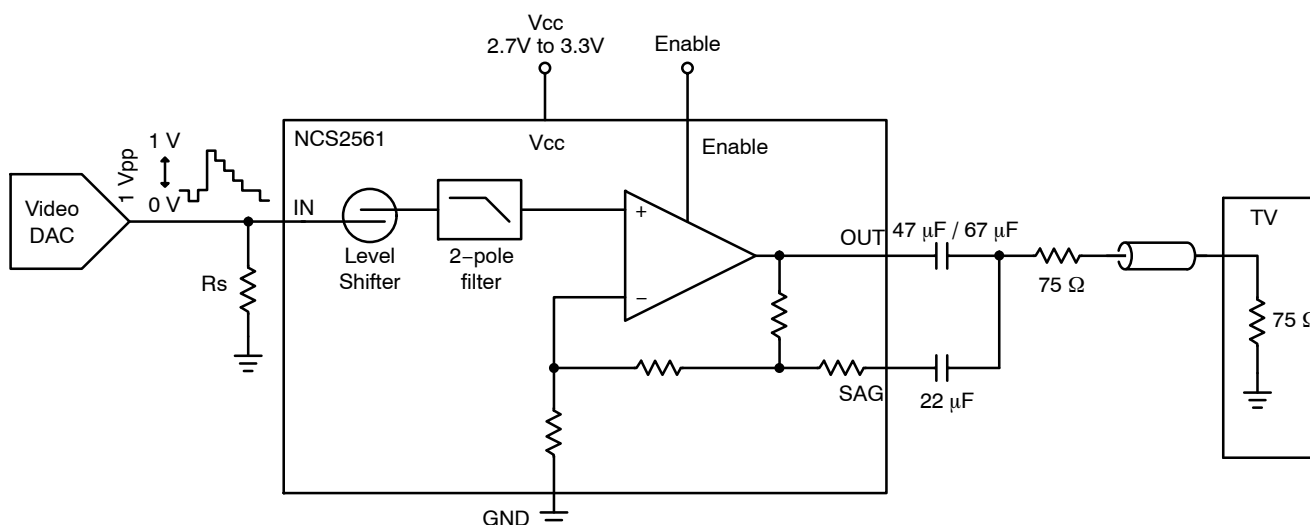 Vcc
2.7V to 3.3V
Enable
NCS2561
Vcc
Enable
1 Vpp
1 V
0 V
Video
DAC
IN
Level
Shifter
2−pole
filter
+
−
Rs
OUT
47 μF / 67 μF
75 Ω
TV
75 Ω
SAG
22 μF
GND